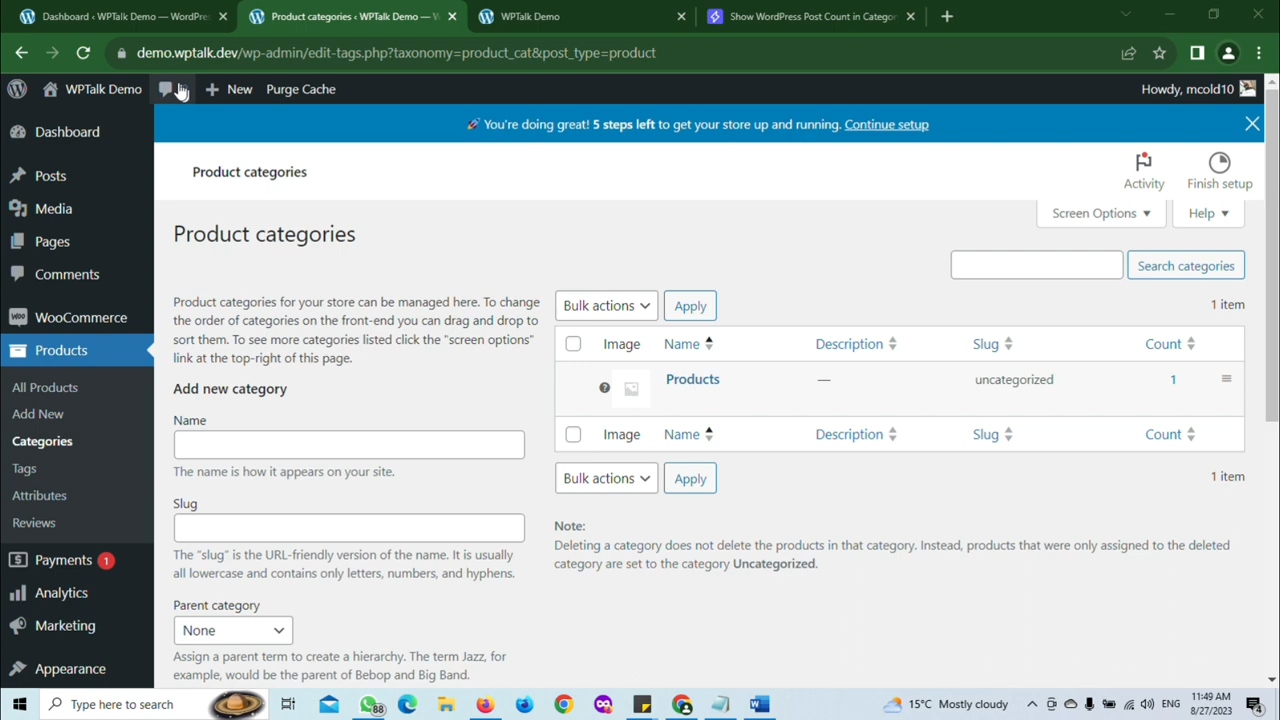 Dashboard ‹ WPTalk Demo — WordPre
Product categories ‹ WPTalk Demo — W
WPTalk Demo
Show WordPress Post Count in Categor
demo.wptalk.dev/wp-admin/edit-tags.php?taxonomy=product_cat&post_type=product
WPTalk Demo
New
Purge Cache
Howdy, mcold10
You're doing great! 5 steps left to get your store up and running. Continue setup
Product categories
Activity
Finish setup
Screen Options
Help
Dashboard
Posts
Media
Pages
Comments
WooCommerce
Products
All Products
Add New
Categories
Tags
Attributes
Reviews
Payments 1
Analytics
Marketing
Appearance
Product categories
Search categories
Product categories for your store can be managed here. To change
the order of categories on the front-end you can drag and drop to
sort them. To see more categories listed click the "screen options"
link at the top-right of this page.
Add new category
Name
The name is how it appears on your site.
Slug
The “slug” is the URL-friendly version of the name. It is usually
all lowercase and contains only letters, numbers, and hyphens.
Parent category
None
Assign a parent term to create a hierarchy. The term Jazz, for
example, would be the parent of Bebop and Big Band.
Bulk actions
Apply
1 item
Image Name Description Slug Count
Products — uncategorized 1
Image Name Description Slug Count
Bulk actions
Apply
1 item
Note:
Deleting a category does not delete the products in that category. Instead, products that were only assigned to the deleted
category are set to the category Uncategorized.
Type here to search
88
15°C Mostly cloudy
ENG
11:49 AM
8/27/2023
4